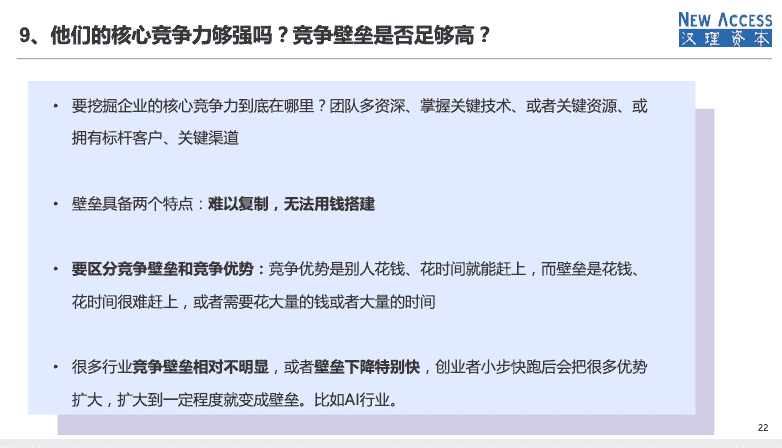 9、他们的核心竞争力够强吗？竞争壁垒是否足够高？
NEW ACCESS
汉理资本
• 要挖掘企业的核心竞争力到底在哪里？团队多资深、掌握关键技术、或者关键资源、或
拥有标杆客户、关键渠道
• 壁垒具备两个特点：难以复制，无法用钱搭建
• 要区分竞争壁垒和竞争优势：竞争优势是别人花钱、花时间就能赶上，而壁垒是花钱、
花时间很难赶上，或者需要花大量的钱或者大量的时间
• 很多行业竞争壁垒相对不明显，或者壁垒下降特别快，创业者小步快跑后会把很多优势
扩大，扩大到一定程度就变成壁垒。比如AI行业。
22